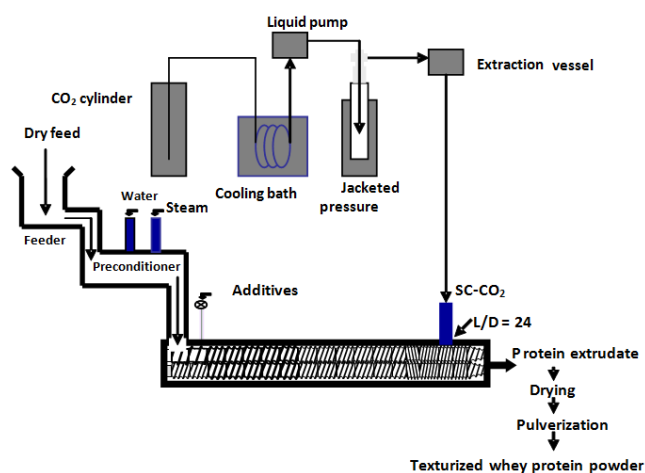 Liquid pump
Extraction vessel
CO₂ cylinder
Dry feed
Cooling bath
Jacketed
pressure
Water
Steam
Feeder
Preconditioner
Additives
SC-CO₂
L/D = 24
Protein extrudate
Drying
Pulverization
Texturized whey protein powder